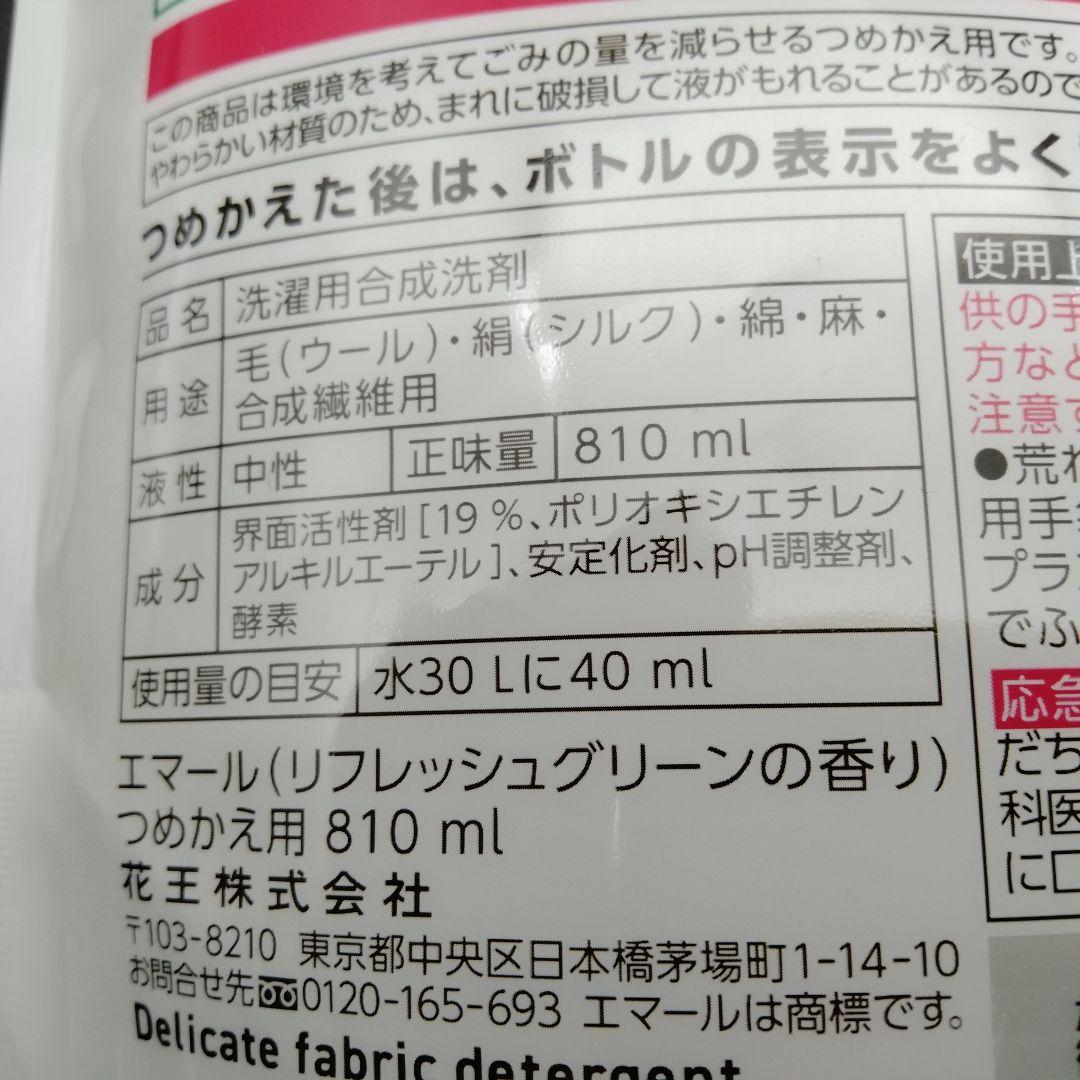 この商品は環境を考えてごみの量を減らせるつめかえ用です。
やわらかい材質のため、まれに破損して液がもれることがあるので
つめかえた後は、ボトルの表示をよく
品名 洗濯用合成洗剤
用途 毛(ウール)・絹(シルク)・綿・麻・
合成繊維用
液性 中性 正味量 810 ml
成分 界面活性剤[19 %、ポリオキシエチレン
アルキルエーテル]、安定化剤、pH調整剤、
酵素
使用量の目安 水30 Lに40 ml
エマール(リフレッシュグリーンの香り)
つめかえ用 810 ml
花王株式会社
〒103-8210 東京都中央区日本橋茅場町1-14-10
お問合せ先 0120-165-693 エマールは商標です。
Delicate fabric detergent
使用上
供の手
方など
注意す
●荒れ
用手
プラ
でふ
応急
だち
科医
に